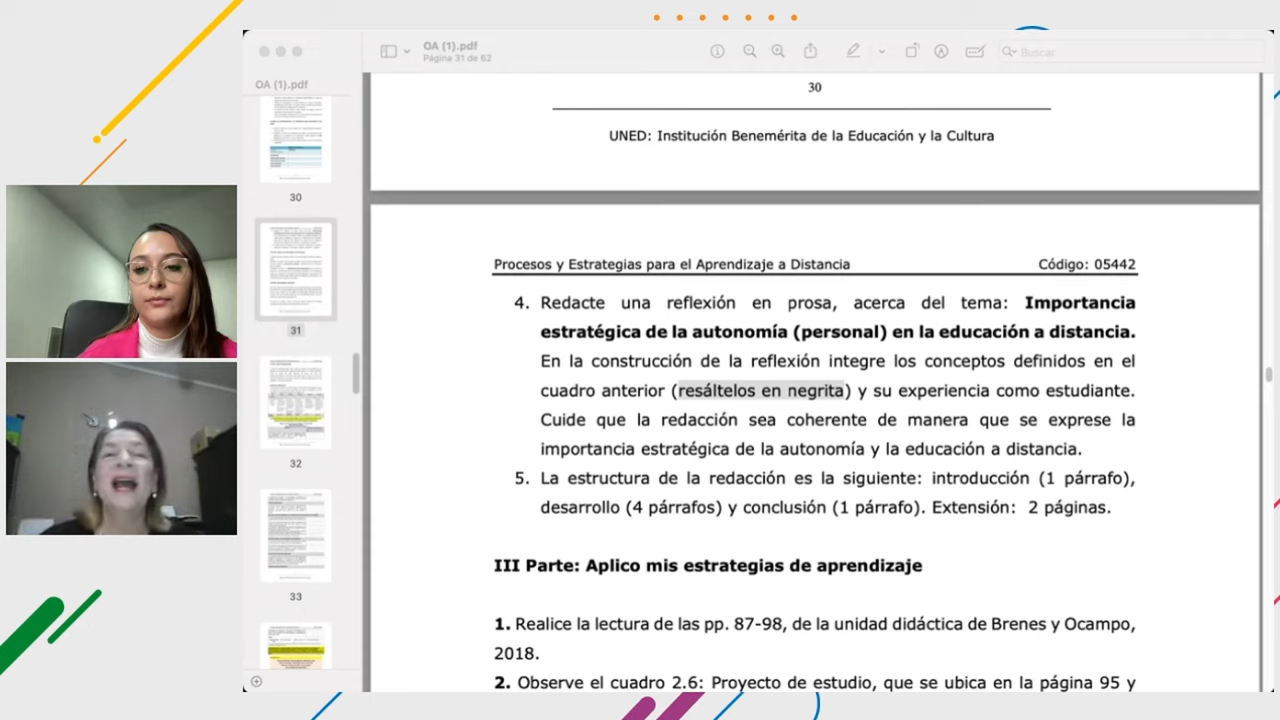 OA (1).pdf
Página 31 de 62
Buscar
OA (1).pdf
30
31
32
33
30
UNED: Institución Benemérita de la Educación y la Cultura
Procesos y Estrategias para el Aprendizaje a Distancia Código: 05442
4. Redacte una reflexión en prosa, acerca del tema: Importancia
estratégica de la autonomía (personal) en la educación a distancia.
En la construcción de la reflexión integre los conceptos definidos en el
cuadro anterior (resáltelos en negrita) y su experiencia como estudiante.
Cuide que la redacción sea coherente de manera que se exprese la
importancia estratégica de la autonomía y la educación a distancia.
5. La estructura de la redacción es la siguiente: introducción (1 párrafo),
desarrollo (4 párrafos) y conclusión (1 párrafo). Extensión: 2 páginas.
III Parte: Aplico mis estrategias de aprendizaje
1. Realice la lectura de las pp. 87-98, de la unidad didáctica de Brenes y Ocampo,
2018.
2. Observe el cuadro 2.6: Proyecto de estudio, que se ubica en la página 95 y